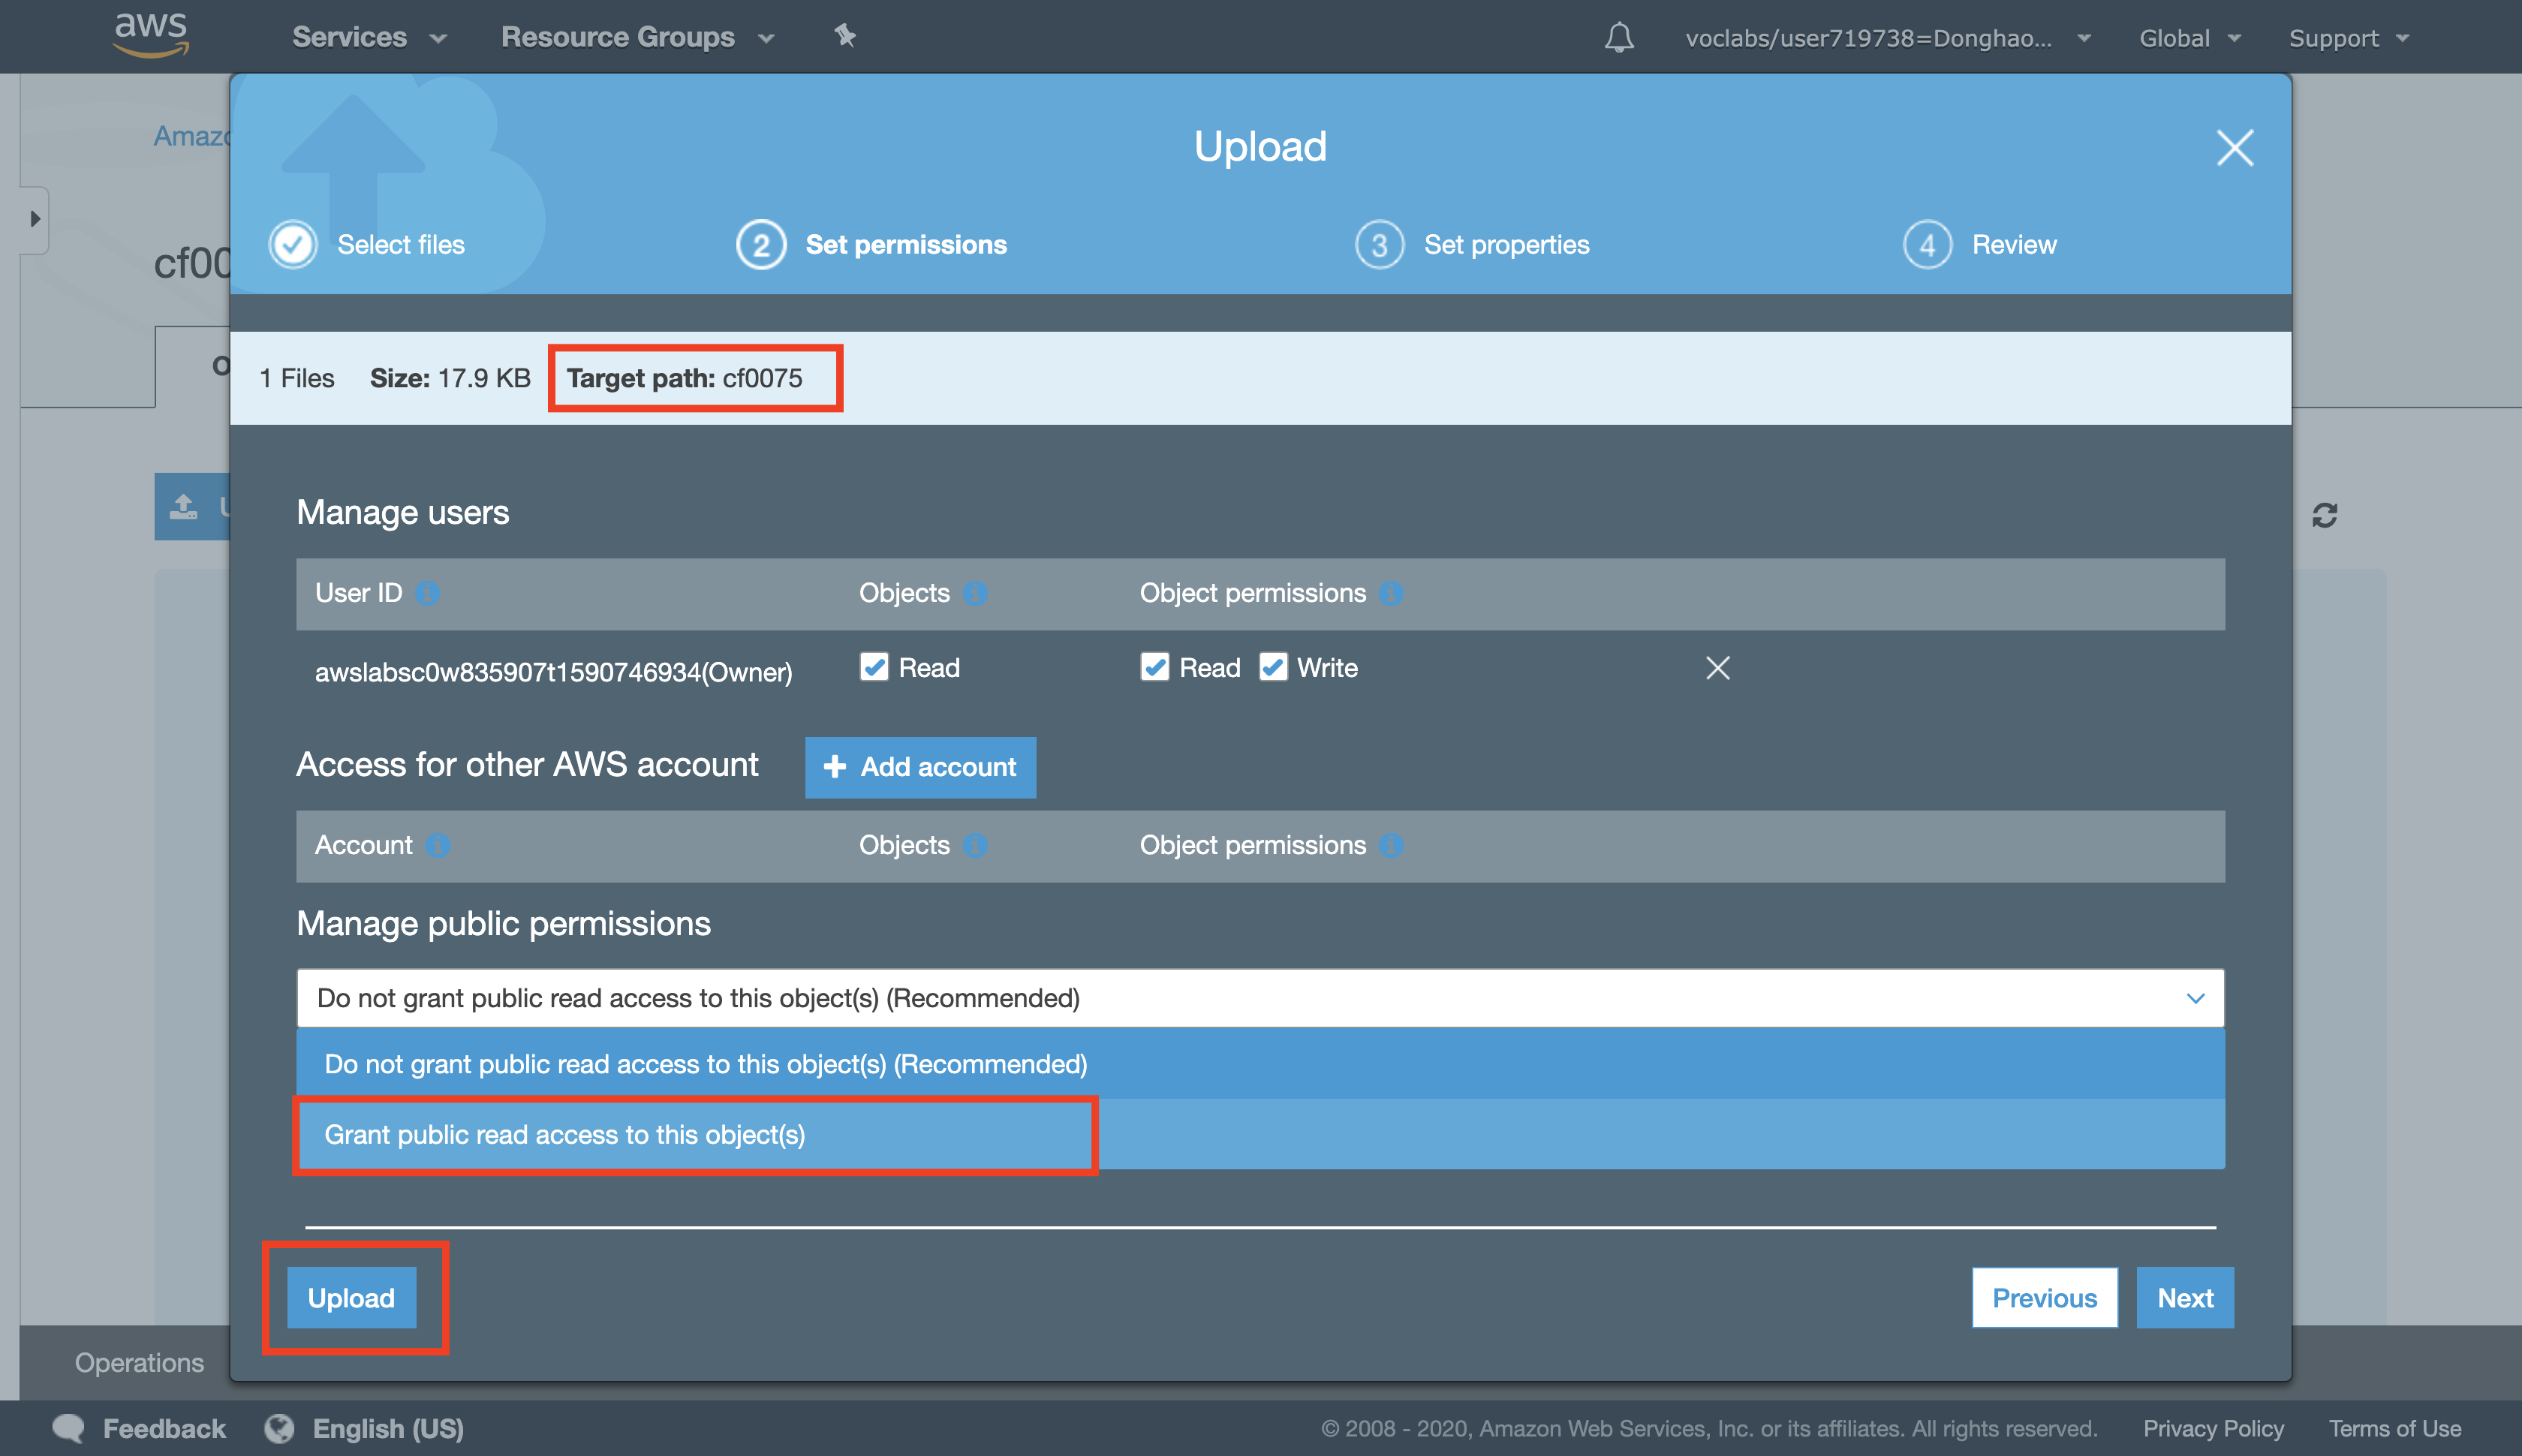 aws Services Resource Groups voclabs/user719738=Donghao... Global Support
Amazo
Upload
cf00
Select files 2 Set permissions 3 Set properties 4 Review
1 Files Size: 17.9 KB Target path: cf0075
Manage users
User ID Objects Object permissions
awslabsc0w835907t1590746934(Owner) Read Read Write
Access for other AWS account Add account
Account Objects Object permissions
Manage public permissions
Do not grant public read access to this object(s) (Recommended)
Do not grant public read access to this object(s) (Recommended)
Grant public read access to this object(s)
Upload Previous Next
Operations
Feedback English (US) © 2008 - 2020, Amazon Web Services, Inc. or its affiliates. All rights reserved. Privacy Policy Terms of Use